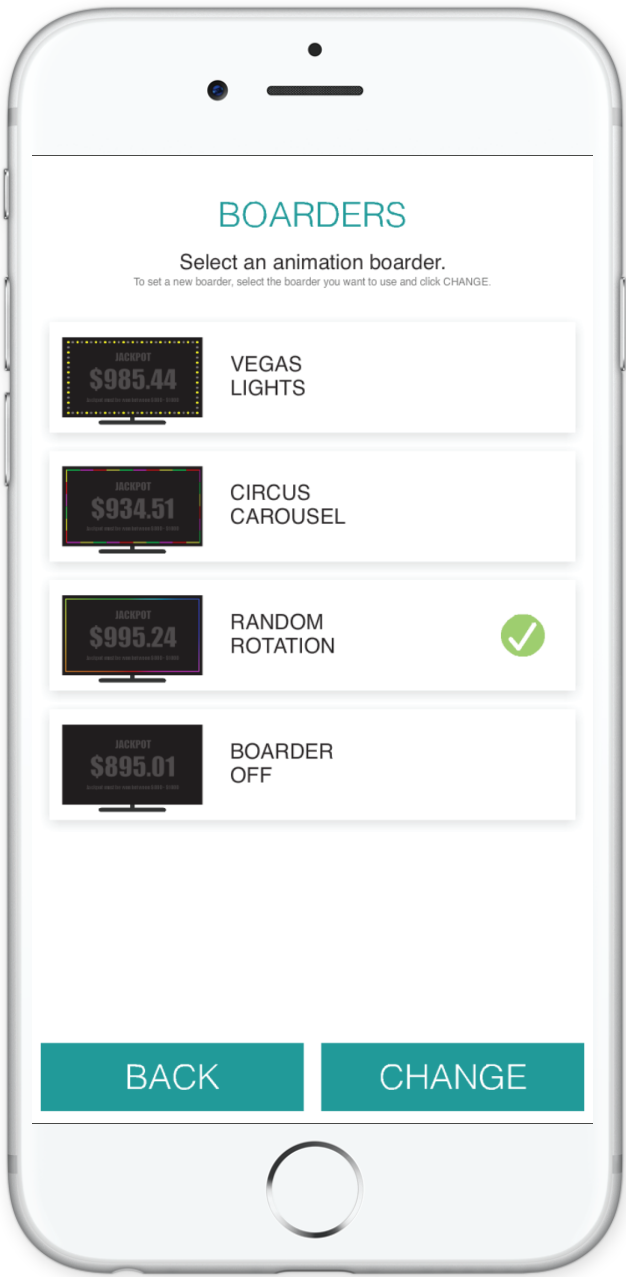 BOARDERS
Select an animation boarder.
To set a new boarder, select the boarder you want to use and click CHANGE.
JACKPOT
$985.44
VEGAS
LIGHTS
JACKPOT
$934.51
CIRCUS
CAROUSEL
JACKPOT
$995.24
RANDOM
ROTATION
JACKPOT
$895.01
BOARDER
OFF
BACK
CHANGE